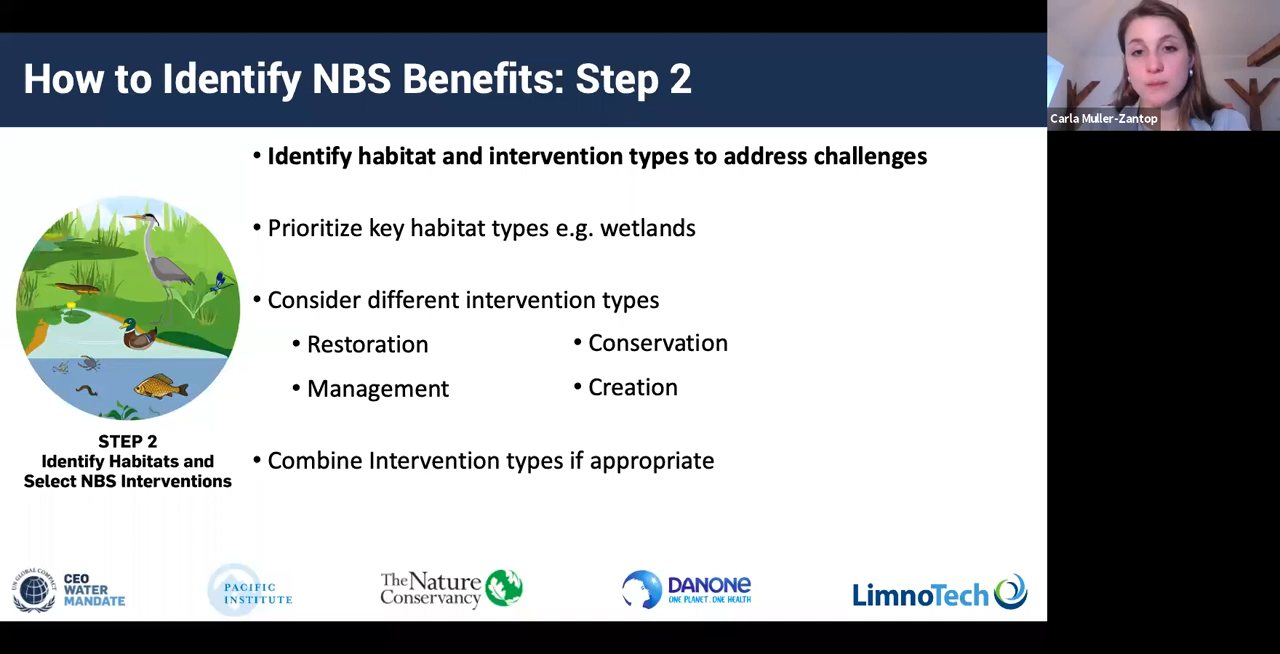 How to Identify NBS Benefits: Step 2
Carla Muller-Zantop
• Identify habitat and intervention types to address challenges
• Prioritize key habitat types e.g. wetlands
• Consider different intervention types
• Restoration
• Conservation
• Management
• Creation
• Combine Intervention types if appropriate
STEP 2
Identify Habitats and
Select NBS Interventions
UN GLOBAL COMPACT
CEO
WATER
MANDATE
PACIFIC
INSTITUTE
The Nature
Conservancy
DANONE
ONE PLANET. ONE HEALTH
LimnoTech